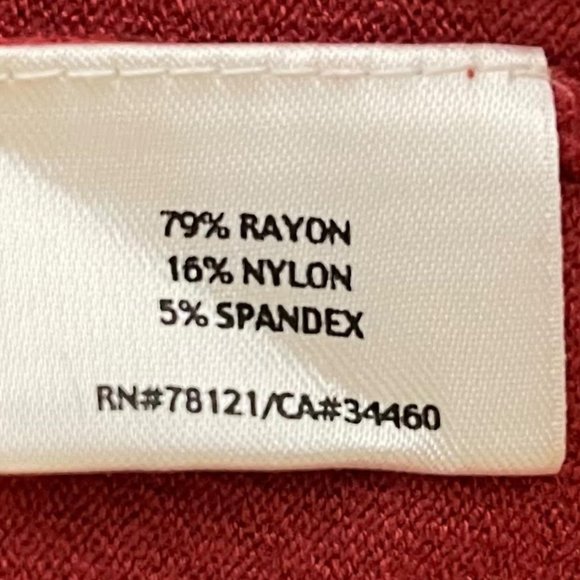 79% RAYON
16% NYLON
5% SPANDEX
RN#78121/CA#34460